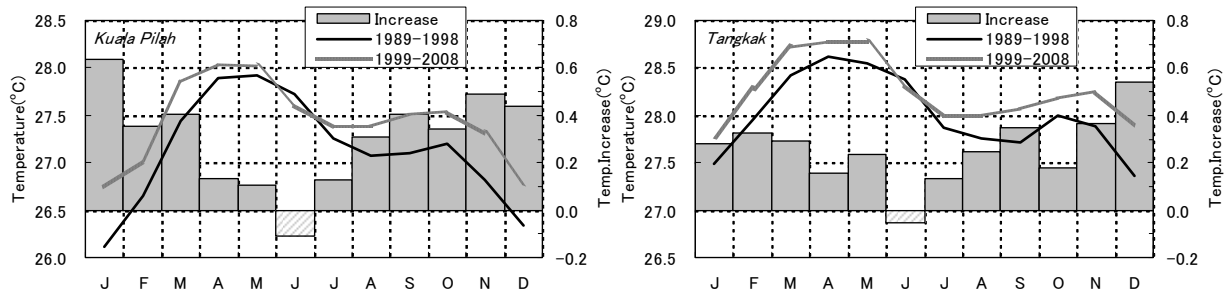 28.5
28.0
27.5
27.0
26.5
26.0
Temperature(°C)
Kuala Pilah
Increase
1989-1998
1999-2008
0.8
0.6
0.4
0.2
0.0
-0.2
Temp.Increase(°C)
J F M A M J J A S O N D
29.0
28.5
28.0
27.5
27.0
26.5
Temperature(°C)
Tangkak
Increase
1989-1998
1999-2008
0.8
0.6
0.4
0.2
0.0
-0.2
Temp.Increase(°C)
J F M A M J J A S O N D